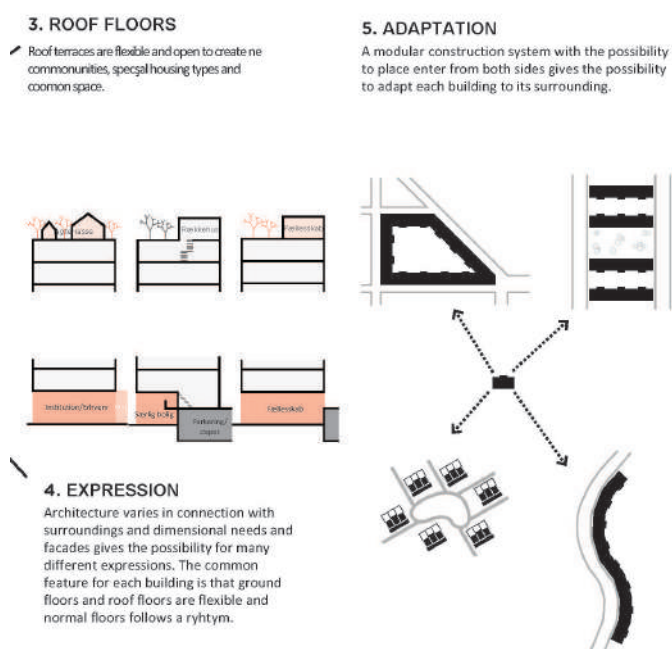 3. ROOF FLOORS
Roof terraces are flexible and open to create ne
commonunities, specşal housing types and
coomon space.
Rækkehus
Fællesskab
Institution/erhverv
Særlig bolig
Parkering/
Fællesskab
4. EXPRESSION
Architecture varies in connection with
surroundings and dimensional needs and
facades gives the possibility for many
different expressions. The common
feature for each building is that ground
floors and roof floors are flexible and
normal floors follows a ryhtym.
5. ADAPTATION
A modular construction system with the possibility
to place enter from both sides gives the possibility
to adapt each building to its surrounding.